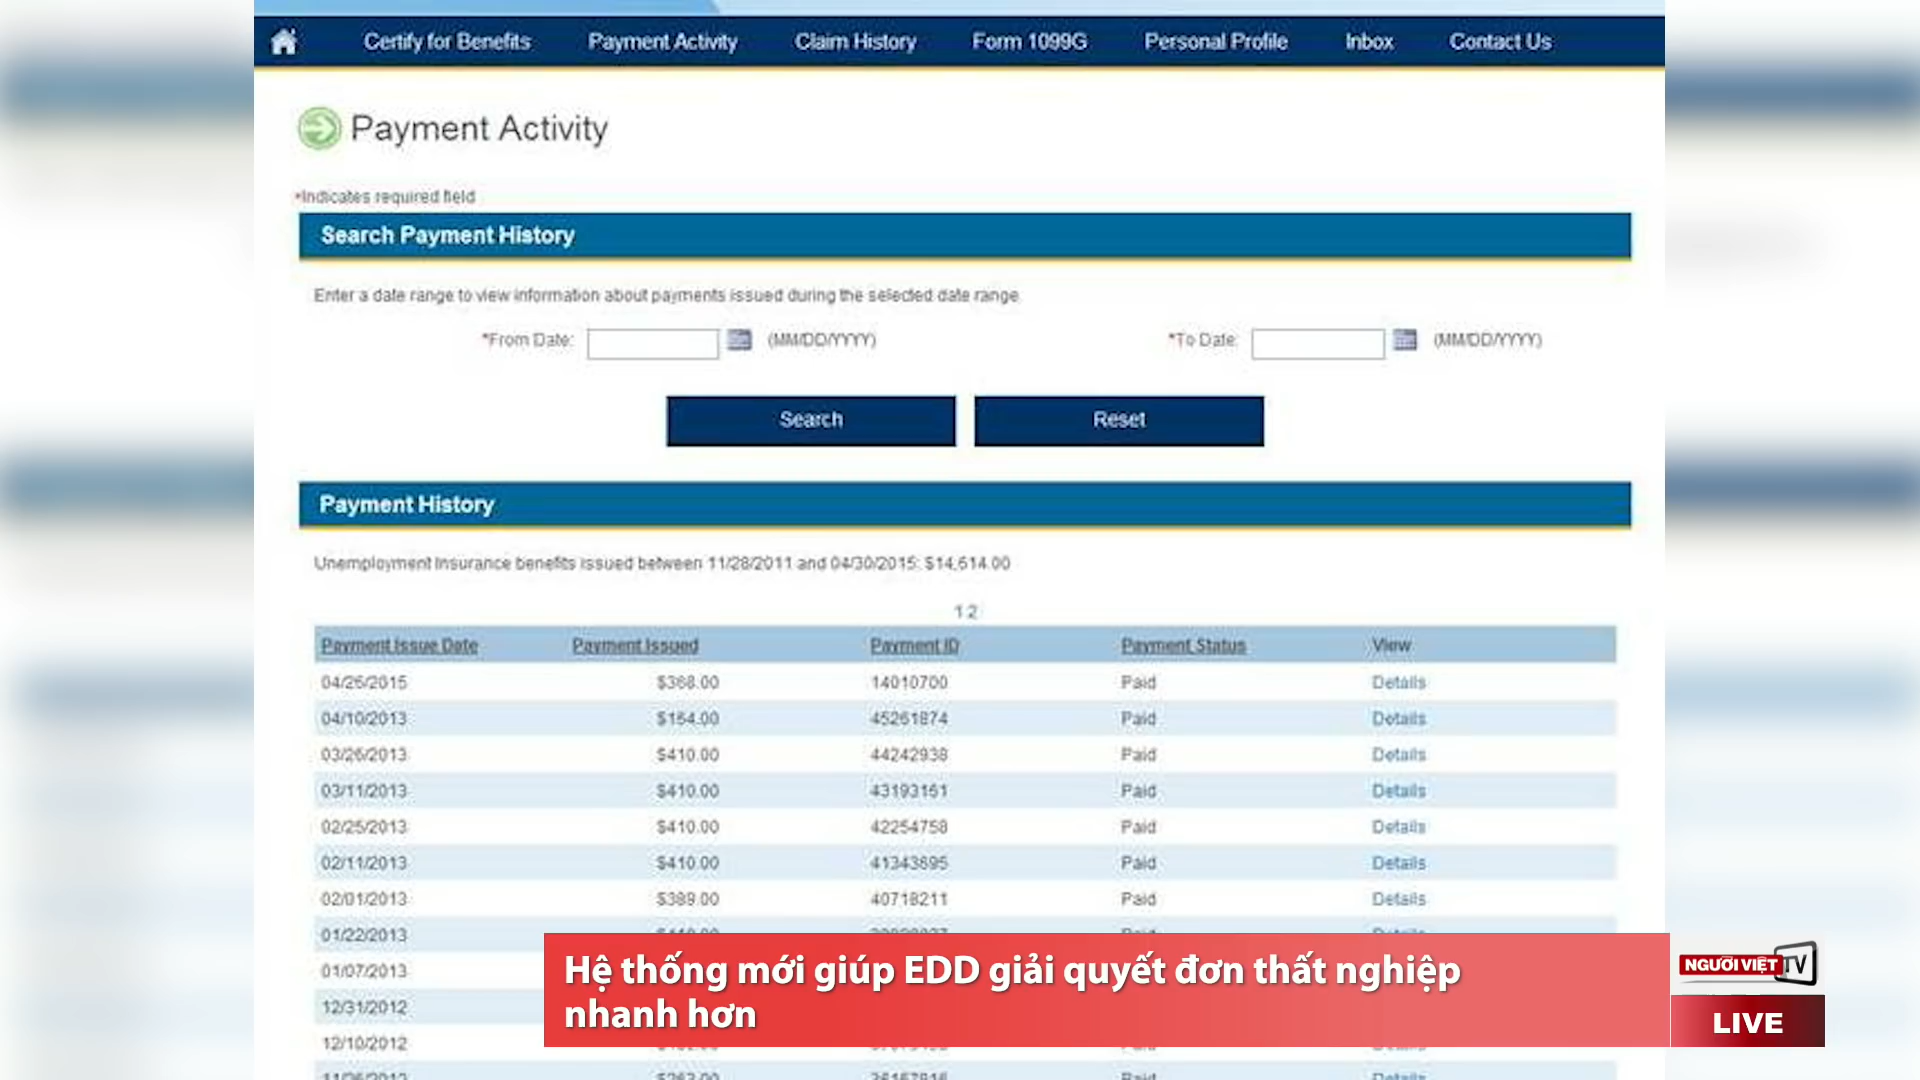 Certify for Benefits Payment Activity Claim History Form 1099G Personal Profile Inbox Contact Us
Payment Activity
*Indicates required field
Search Payment History
Enter a date range to view information about payments issued during the selected date range.
*From Date: (MM/DD/YYYY) *To Date: (MM/DD/YYYY)
Search Reset
Payment History
Unemployment Insurance benefits issued between 11/28/2011 and 04/30/2015: $14,614.00
1 2
Payment Issue Date Payment Issued Payment ID Payment Status View
04/26/2015 $368.00 14010700 Paid Details
04/10/2013 $164.00 45261874 Paid Details
03/26/2013 $410.00 44242938 Paid Details
03/11/2013 $410.00 43193161 Paid Details
02/25/2013 $410.00 42254758 Paid Details
02/11/2013 $410.00 41343695 Paid Details
02/01/2013 $389.00 40718211 Paid Details
01/22/2013
01/07/2013
12/31/2012
12/10/2012
Hệ thống mới giúp EDD giải quyết đơn thất nghiệp
nhanh hơn
NGƯỜI VIỆT TV
LIVE